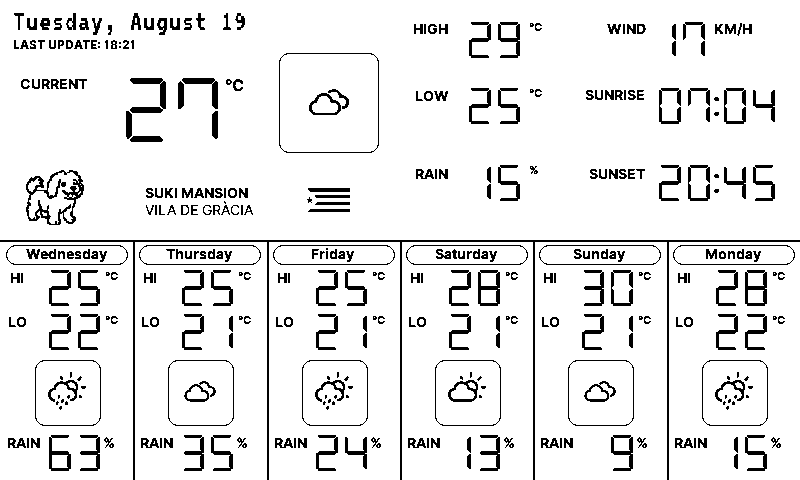 Tuesday, August 19
LAST UPDATE: 18:21
CURRENT 27 °C
SUKI MANSION
VILA DE GRÀCIA
HIGH 29 °C
LOW 25 °C
RAIN 15 %
WIND 17 KM/H
SUNRISE 07:04
SUNSET 20:45
Wednesday
HI 25 °C
LO 22 °C
RAIN 63 %
Thursday
HI 25 °C
LO 21 °C
RAIN 35 %
Friday
HI 25 °C
LO 21 °C
RAIN 24 %
Saturday
HI 28 °C
LO 21 °C
RAIN 13 %
Sunday
HI 30 °C
LO 21 °C
RAIN 9 %
Monday
HI 28 °C
LO 22 °C
RAIN 15 %